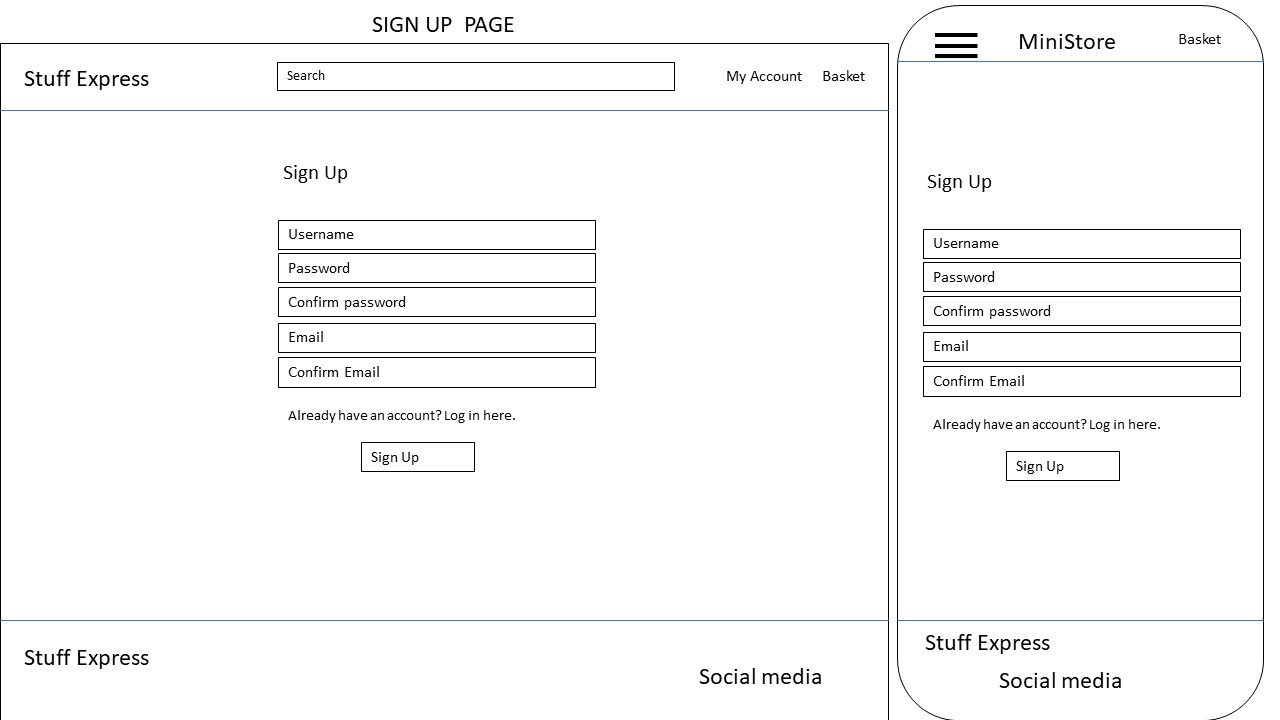 SIGN UP PAGE
Stuff Express
Search
My Account
Basket
Sign Up
Username
Password
Confirm password
Email
Confirm Email
Already have an account? Log in here.
Sign Up
Stuff Express
Social media
MiniStore
Basket
Sign Up
Username
Password
Confirm password
Email
Confirm Email
Already have an account? Log in here.
Sign Up
Stuff Express
Social media